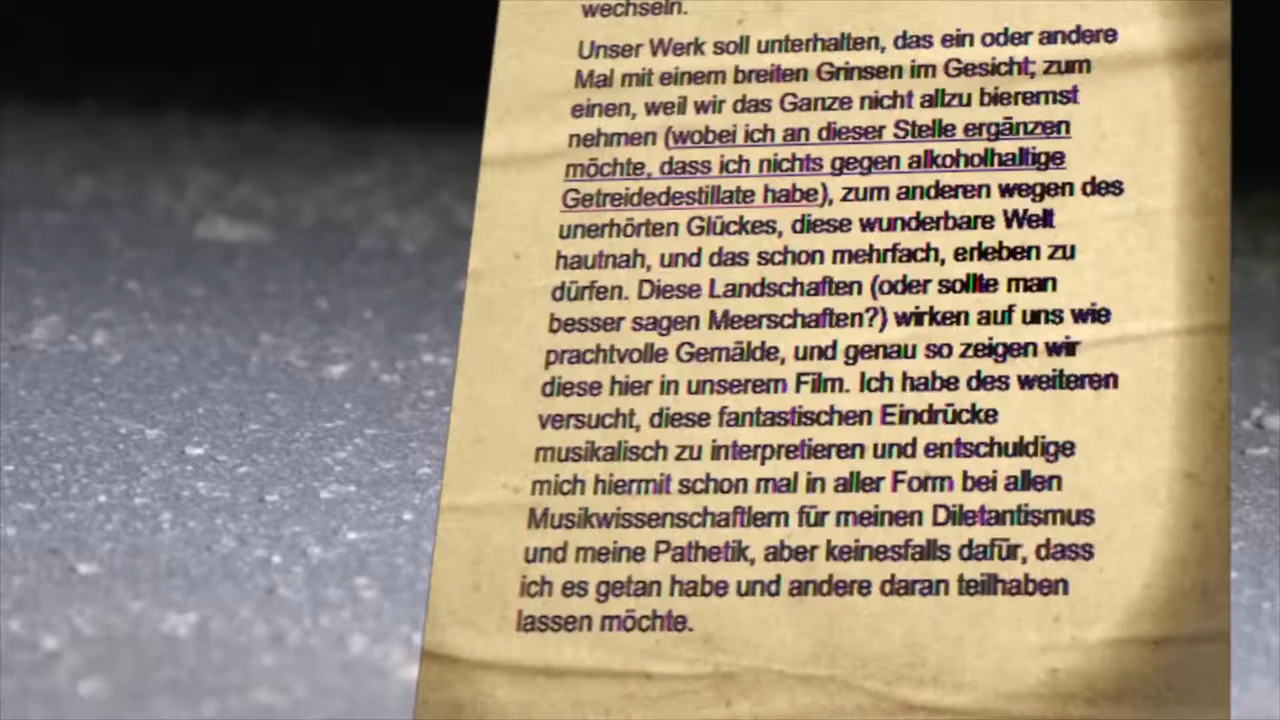 wechseln.
Unser Werk soll unterhalten, das ein oder andere
Mal mit einem breiten Grinsen im Gesicht; zum
einen, weil wir das Ganze nicht allzu bierernst
nehmen (wobei ich an dieser Stelle ergänzen
möchte, dass ich nichts gegen alkoholhaltige
Getreidedestillate habe), zum anderen wegen des
unerhörten Glückes, diese wunderbare Welt
hautnah, und das schon mehrfach, erleben zu
dürfen. Diese Landschaften (oder sollte man
besser sagen Meerschaften?) wirken auf uns wie
prachtvolle Gemälde, und genau so zeigen wir
diese hier in unserem Film. Ich habe des weiteren
versucht, diese fantastischen Eindrücke
musikalisch zu interpretieren und entschuldige
mich hiermit schon mal in aller Form bei allen
Musikwissenschaftlern für meinen Diletantismus
und meine Pathetik, aber keinesfalls dafür, dass
ich es getan habe und andere daran teilhaben
lassen möchte.